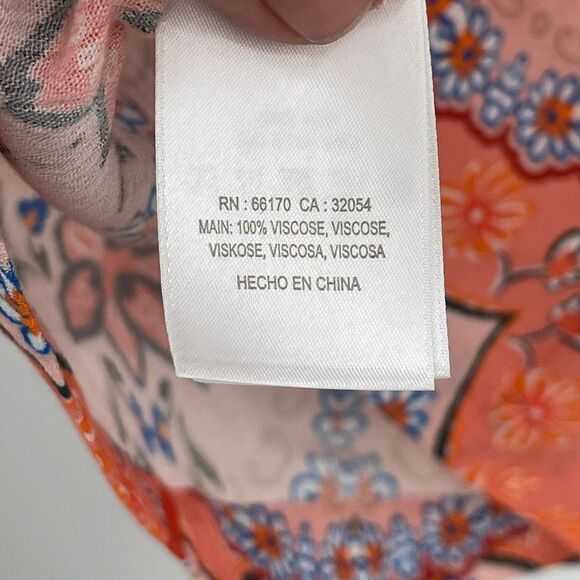 RN : 66170 CA : 32054
MAIN: 100% VISCOSE, VISCOSE,
VISKOSE, VISCOSA, VISCOSA
HECHO EN CHINA